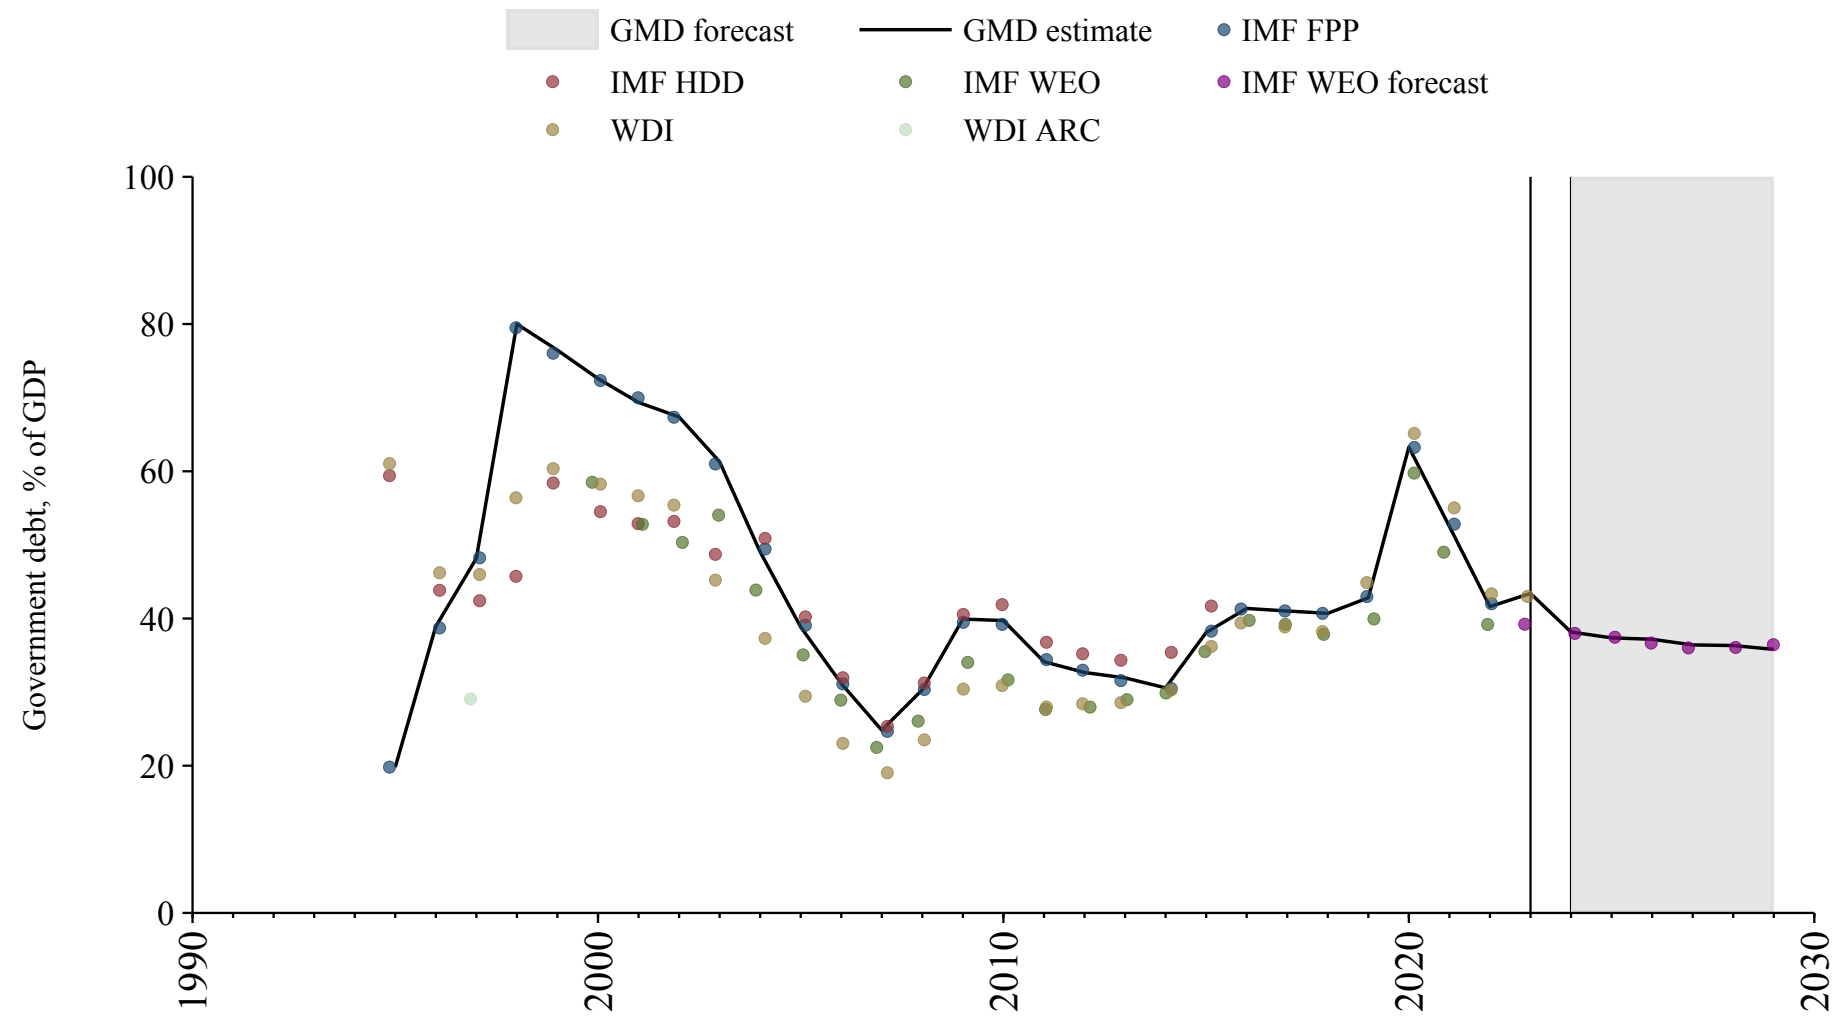 GMD forecast GMD estimate IMF FPP
IMF HDD IMF WEO IMF WEO forecast
WDI WDI ARC
Government debt, % of GDP
100
80
60
40
20
0
1990 2000 2010 2020 2030